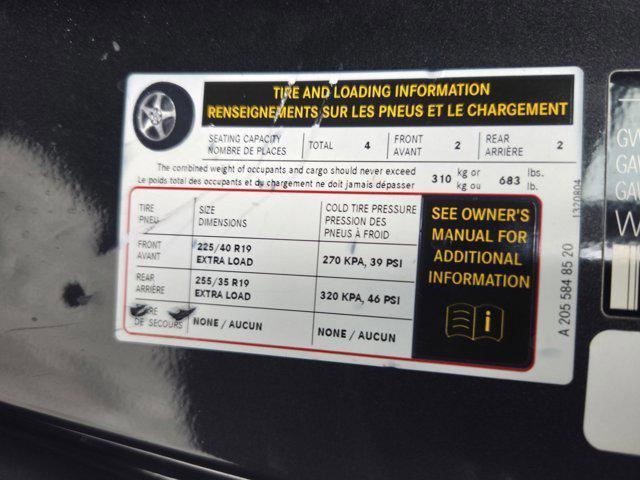 TIRE AND LOADING INFORMATION
RENSEIGNEMENTS SUR LES PNEUS ET LE CHARGEMENT
SEATING CAPACITY
NOMBRE DE PLACES
TOTAL 4
FRONT
AVANT
2
REAR
ARRIÈRE
2
The combined weight of occupants and cargo should never exceed
Le poids total des occupants et du chargement ne doit jamais dépasser
310 kg or
kg ou
683 lbs.
lb.
TIRE
PNEU
SIZE
DIMENSIONS
COLD TIRE PRESSURE
PRESSION DES
PNEUS À FROID
FRONT
AVANT
225/40 R19
EXTRA LOAD
270 KPA, 39 PSI
REAR
ARRIÈRE
255/35 R19
EXTRA LOAD
320 KPA, 46 PSI
DE SECOURS
NONE / AUCUN
NONE / AUCUN
SEE OWNER'S
MANUAL FOR
ADDITIONAL
INFORMATION
i
1320804
A 205 584 85 20
GV
GA
GA
W